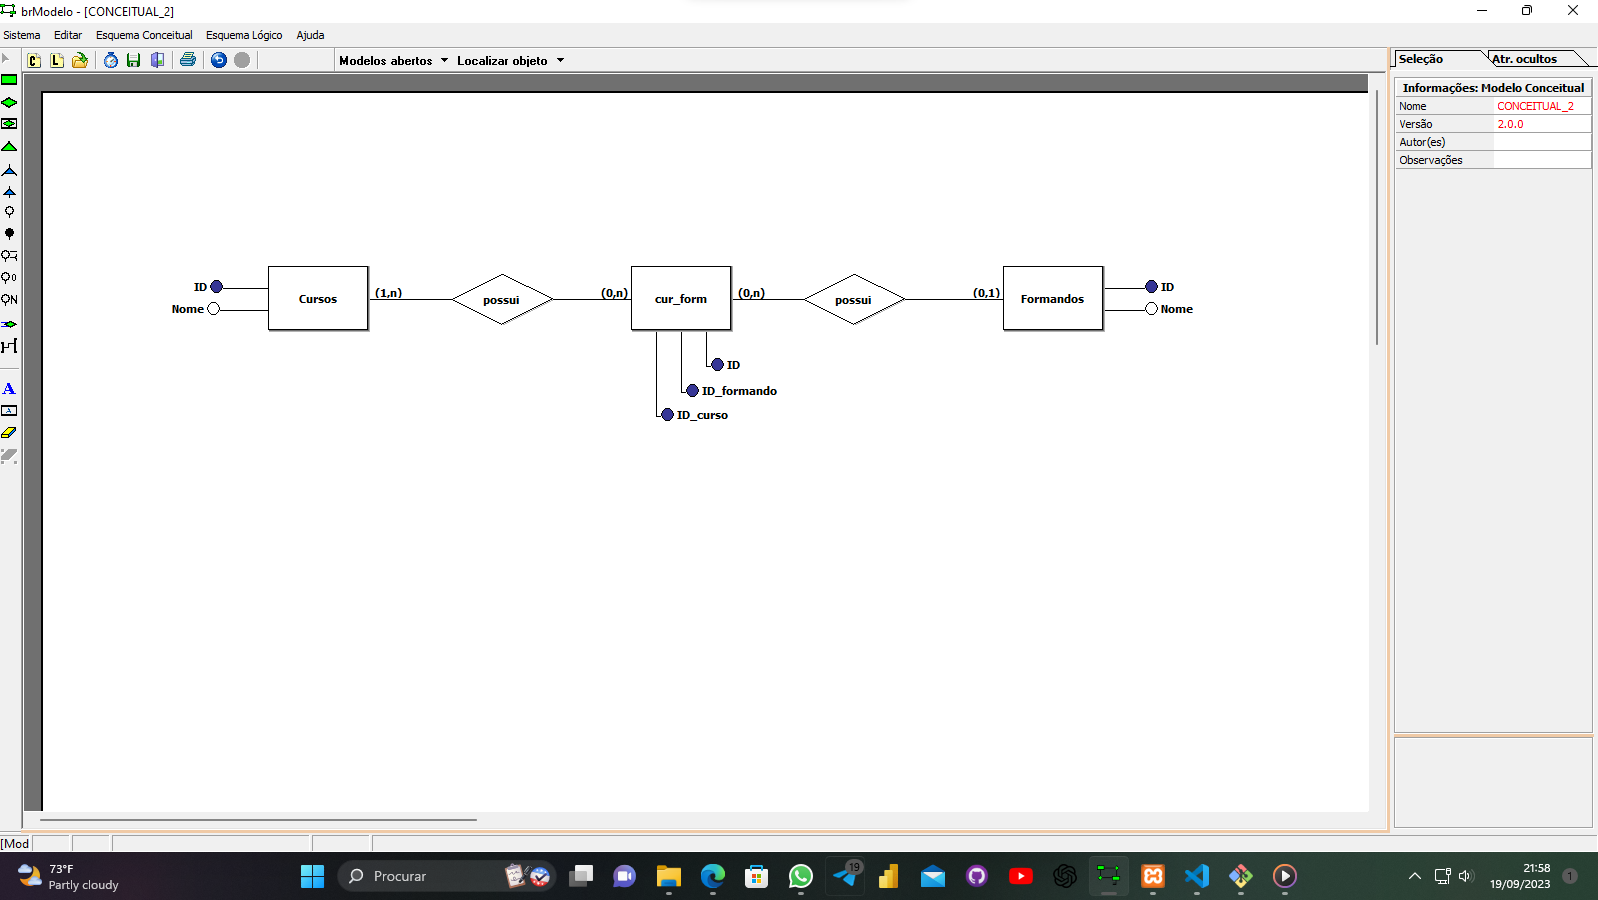 brModelo - [CONCEITUAL_2]
Sistema Editar Esquema Conceitual Esquema Lógico Ajuda
Modelos abertos Localizar objeto
Seleção Atr. ocultos
Informações: Modelo Conceitual
Nome CONCEITUAL_2
Versão 2.0.0
Autor(es)
Observações
ID
Nome
Cursos
(1,n)
possui
(0,n)
cur_form
(0,n)
possui
(0,1)
Formandos
ID
Nome
ID
ID_formando
ID_curso
[Mod
73°F
Partly cloudy
Procurar
19
21:58
19/09/2023
1